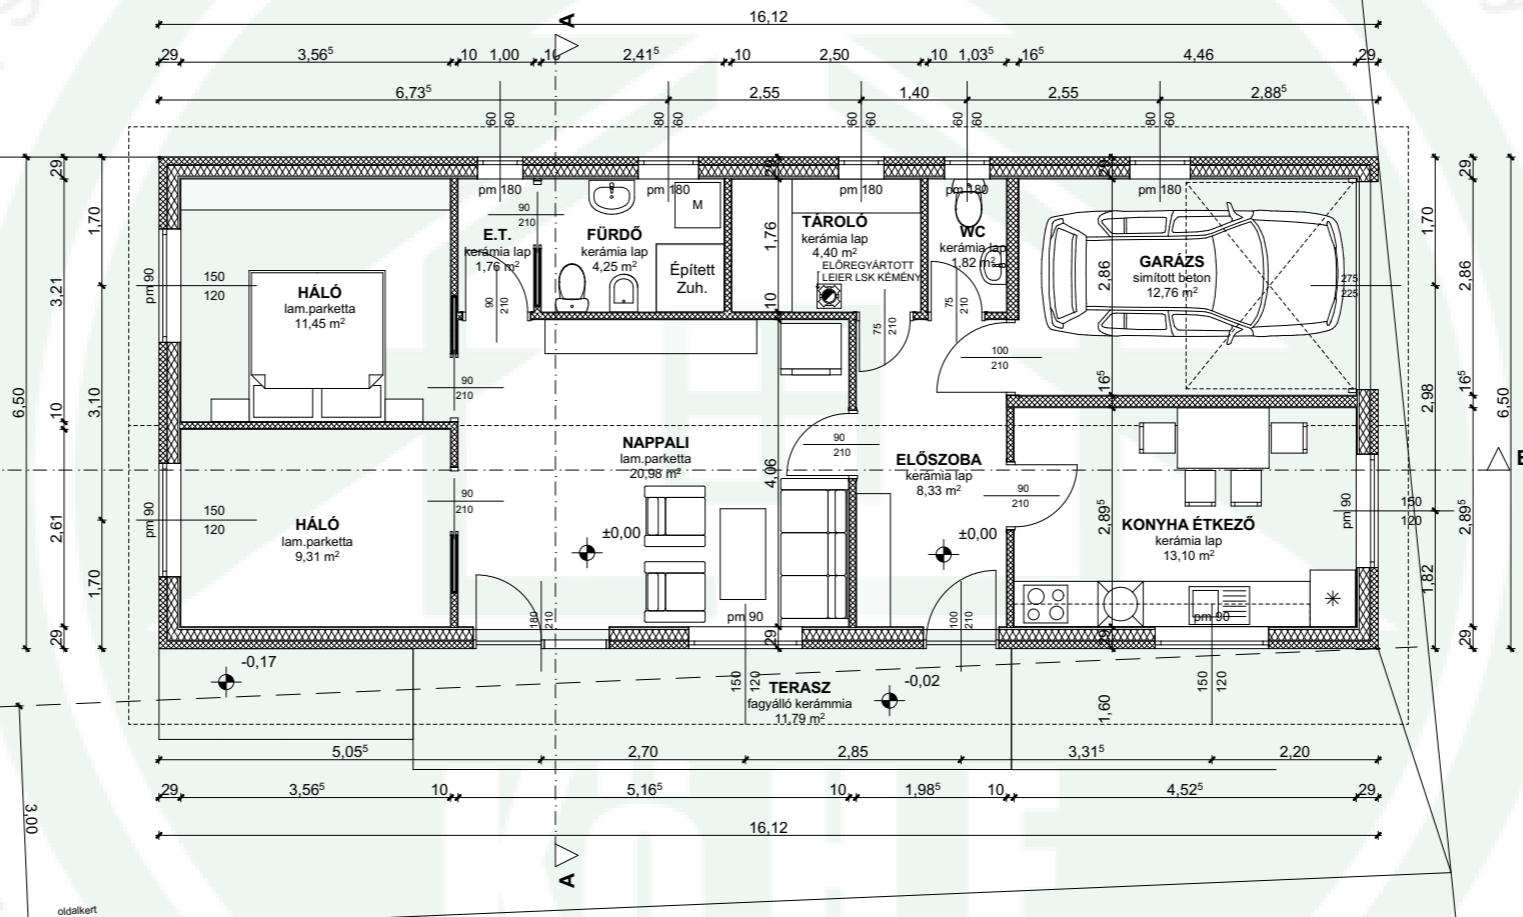 A
16,12
29 3,56⁵ 10 1,00 10 2,41⁵ 10 2,50 10 1,03⁵ 16⁵ 4,46 29
6,73⁵ 2,55 1,40 2,55 2,88⁵
60 60 80 60 60 60 60 60 80 60
pm 180 pm 180 pm 180 pm 180 pm 180
29 29 29 29 29
6,50
29 3,21 10 2,61 29
1,70 3,10 1,70
pm 90
150
120
HÁLÓ
lam.parketta
11,45 m²
90
210
E.T.
kerámia lap
1,76 m²
90
210
FÜRDŐ
kerámia lap
4,25 m²
M
Épített
Zuh.
1,76
10
TÁROLÓ
kerámia lap
4,40 m²
ELŐREGYÁRTOTT
LEIER LSK KÉMÉNY
75
210
WC
kerámia lap
1,82 m²
75
210
2,86
GARÁZS
simított beton
12,76 m²
275
225
100
210
16⁵
1,70 2,98 1,82
29 2,86 16⁵ 2,89⁵ 29
6,50
90
210
NAPPALI
lam.parketta
20,98 m²
4,06
90
210
ELŐSZOBA
kerámia lap
8,33 m²
90
210
B
pm 90
150
120
HÁLÓ
lam.parketta
9,31 m²
90
210
±0,00
±0,00
2,89⁵
KONYHA ÉTKEZŐ
kerámia lap
13,10 m²
pm 90
150
120
180
210
pm 90
29
100
210
29
pm 90
-0,17
150
120
TERASZ
fagyálló kerámmia
11,79 m²
-0,02
1,60
150
120
5,05⁵ 2,70 2,85 3,31⁵ 2,20
29 3,56⁵ 10 5,16⁵ 10 1,98⁵ 10 4,52⁵ 29
16,12
3,00
A
oldalkert